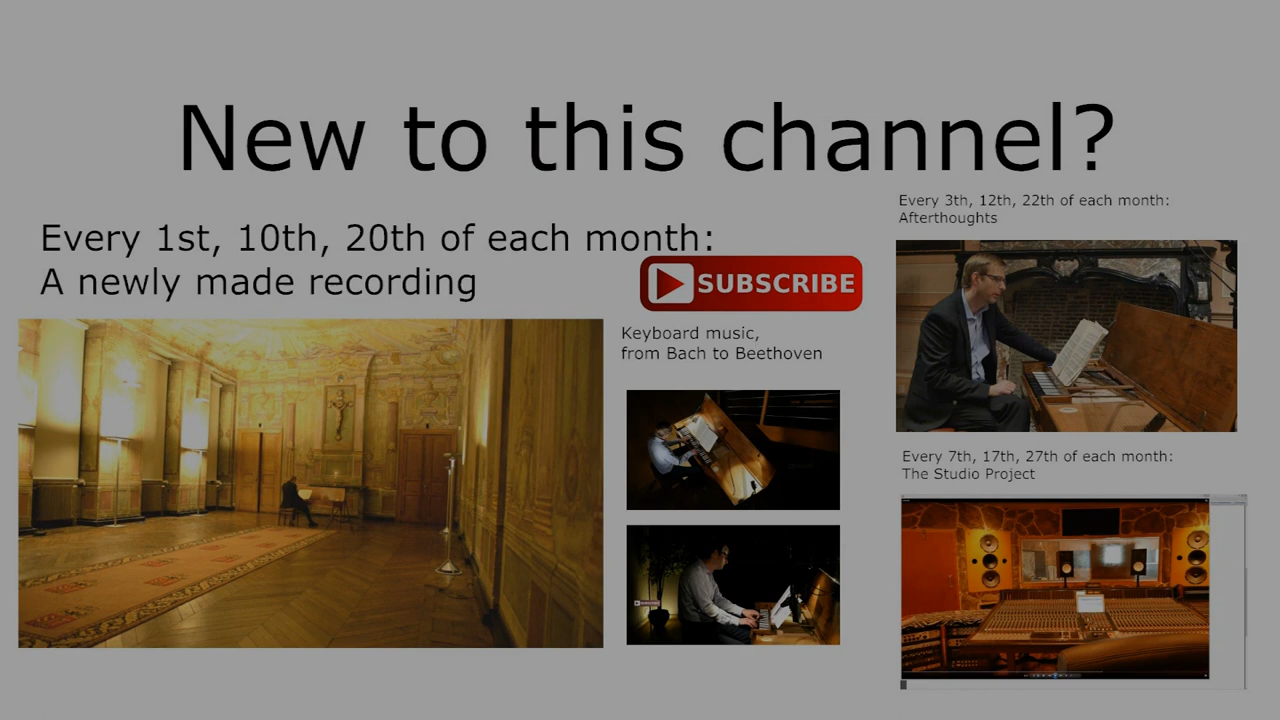 New to this channel?
Every 1st, 10th, 20th of each month:
A newly made recording
SUBSCRIBE
Keyboard music,
from Bach to Beethoven
Every 3th, 12th, 22th of each month:
Afterthoughts
Every 7th, 17th, 27th of each month:
The Studio Project